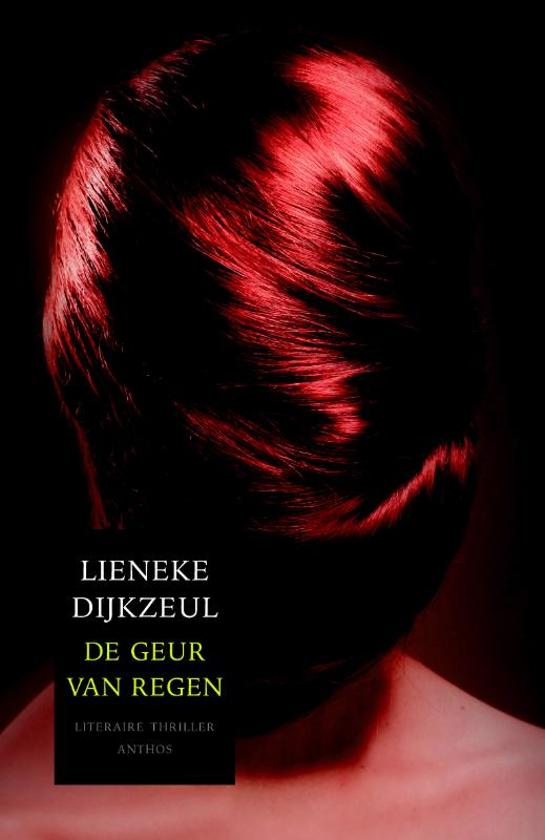 LIENEKE
DIJKZEUL
DE GEUR
VAN REGEN
LITERAIRE THRILLER
ANTHOS